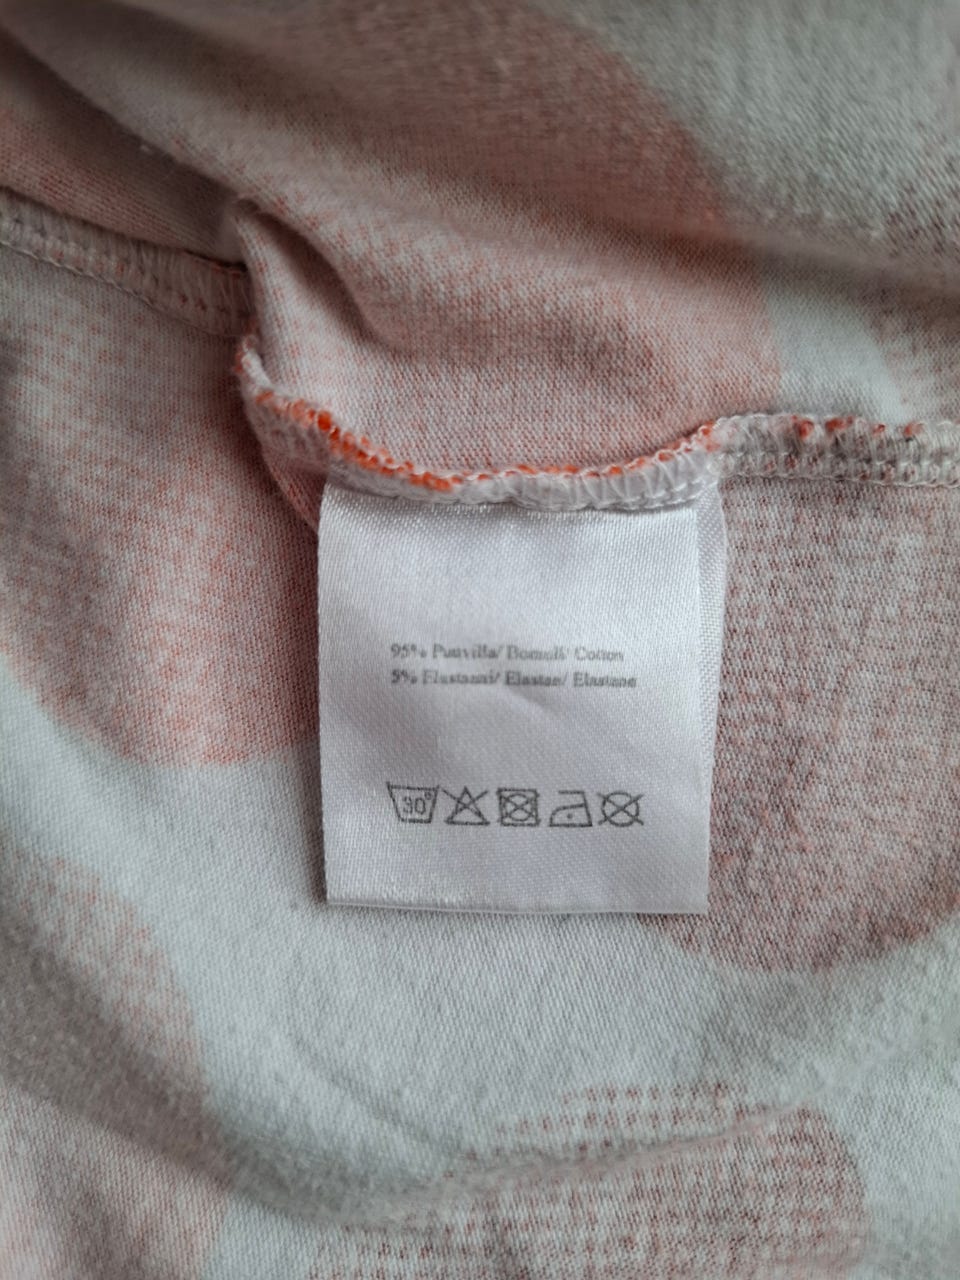 95% Puuvilla/ Bomull/ Cotton
5% Elastaani/ Elastan/ Elastane
30°